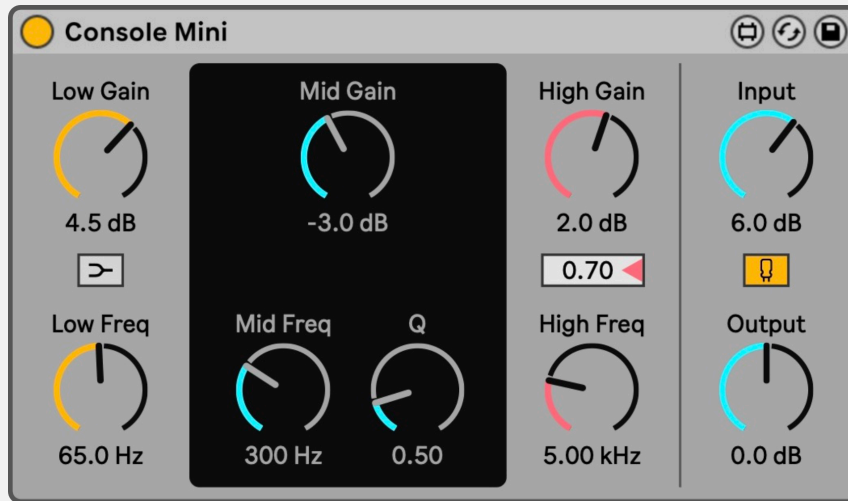 Console Mini
Low Gain
4.5 dB
Low Freq
65.0 Hz
Mid Gain
-3.0 dB
Mid Freq
300 Hz
Q
0.50
High Gain
2.0 dB
0.70
High Freq
5.00 kHz
Input
6.0 dB
Output
0.0 dB